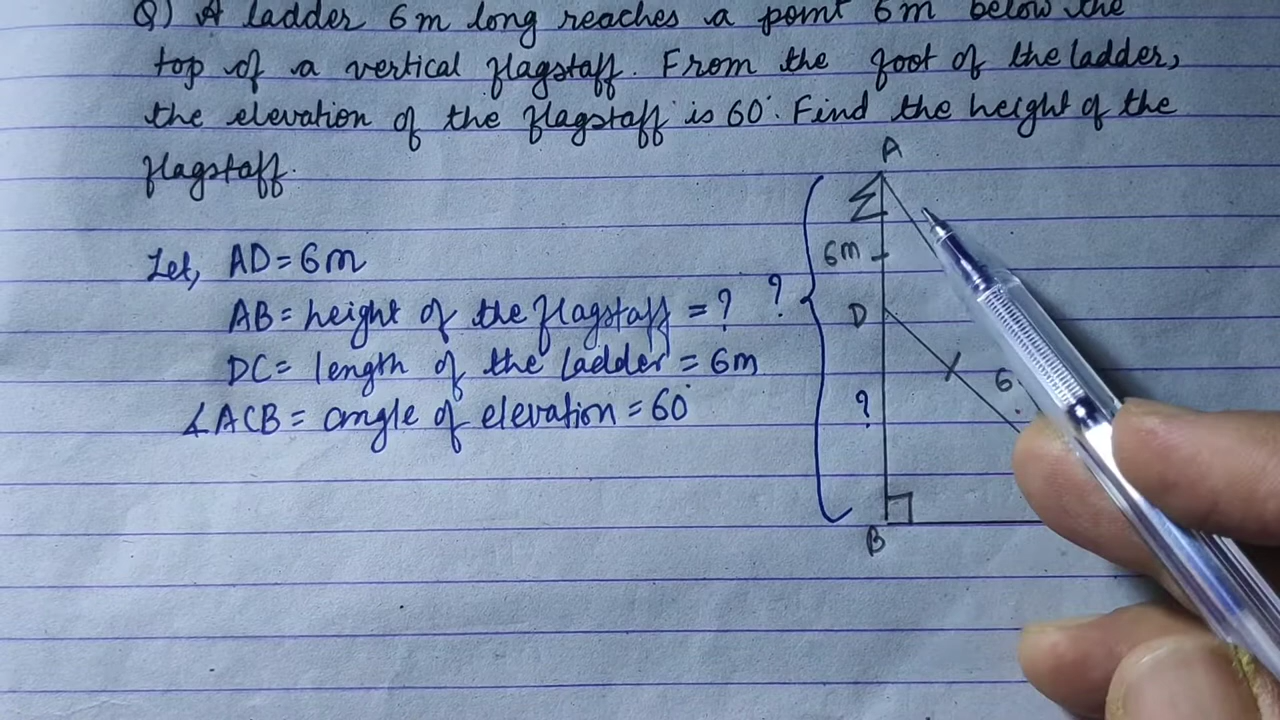 Q) A ladder 6m long reaches a point 6m below the
top of a vertical flagstaff. From the foot of the ladder,
the elevation of the flagstaff is 60°. Find the height of the
flagstaff.
A
Let, AD = 6m
6m
AB = height of the flagstaff = ?
?
D
DC = length of the ladder = 6m
6
∠ACB = angle of elevation = 60°
?
B